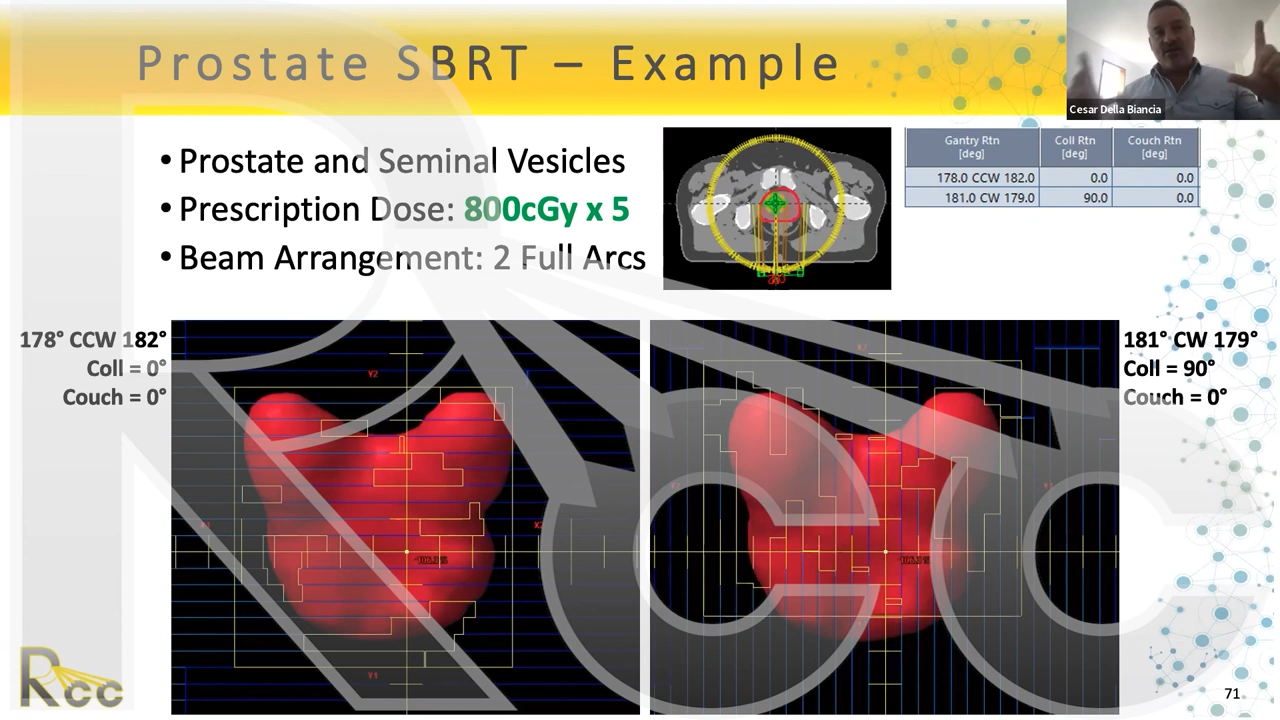 Prostate SBRT – Example
Cesar Della Biancia
• Prostate and Seminal Vesicles
• Prescription Dose: 800cGy x 5
• Beam Arrangement: 2 Full Arcs
Gantry Rtn [deg] Coll Rtn [deg] Couch Rtn [deg]
178.0 CCW 182.0 0.0 0.0
181.0 CW 179.0 90.0 0.0
178° CCW 182°
Coll = 0°
Couch = 0°
Y2
X2
Y1
181° CW 179°
Coll = 90°
Couch = 0°
Rcc
71